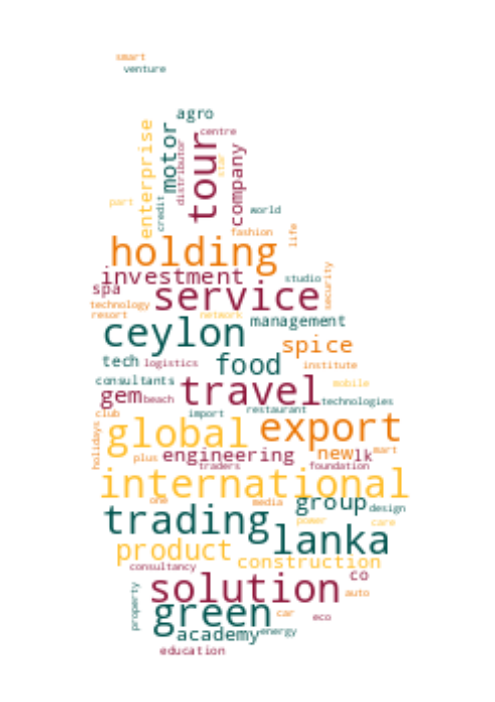 smart
venture
agro
centre
motor
enterprise
distributor
tour
star
company
part
credit
world
fashion
life
holding
investment
studio
security
spa
service
technology
resort
network
ceylon
management
spice
tech
logistics
food
institute
consultants
travel
mobile
gem
beach
technologies
club
import
restaurant
global
export
holidays
plus
engineering
new
lk
mart
traders
foundation
international
one
media
group
design
trading
power
care
lanka
product
construction
consultancy
co
solution
auto
property
green
car
eco
academy
energy
education